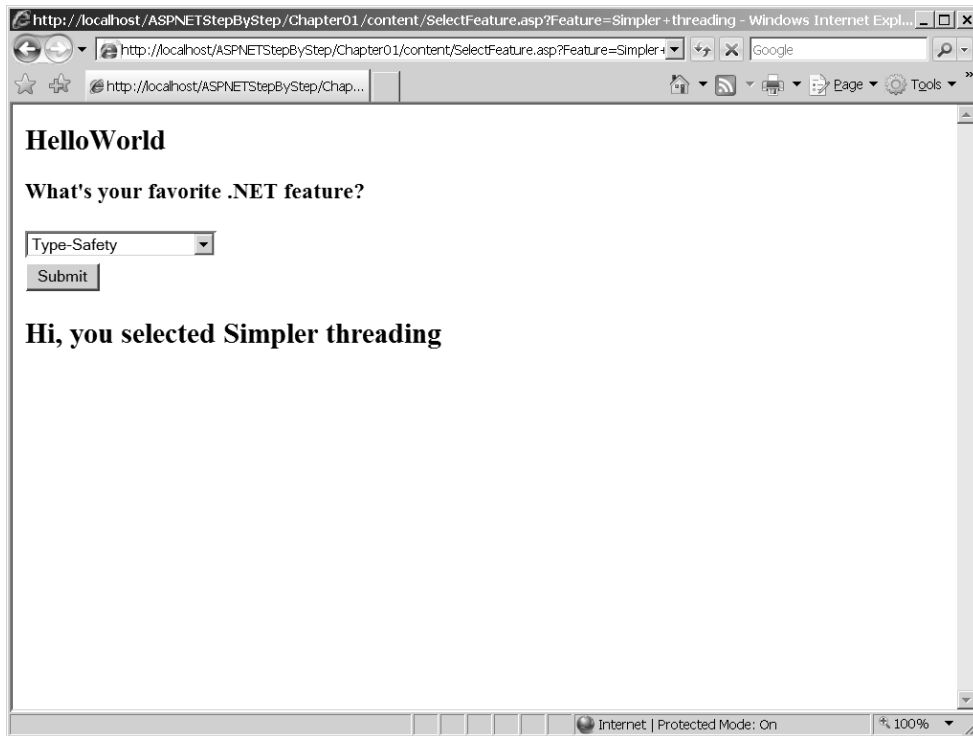 http://localhost/ASPNETStepByStep/Chapter01/content/SelectFeature.asp?Feature=Simpler+threading - Windows Internet Expl...
http://localhost/ASPNETStepByStep/Chapter01/content/SelectFeature.asp?Feature=Simpler+
Google
http://localhost/ASPNETStepByStep/Chap...
Page
Tools
»
HelloWorld
What's your favorite .NET feature?
Type-Safety
Submit
Hi, you selected Simpler threading
Internet | Protected Mode: On
100%